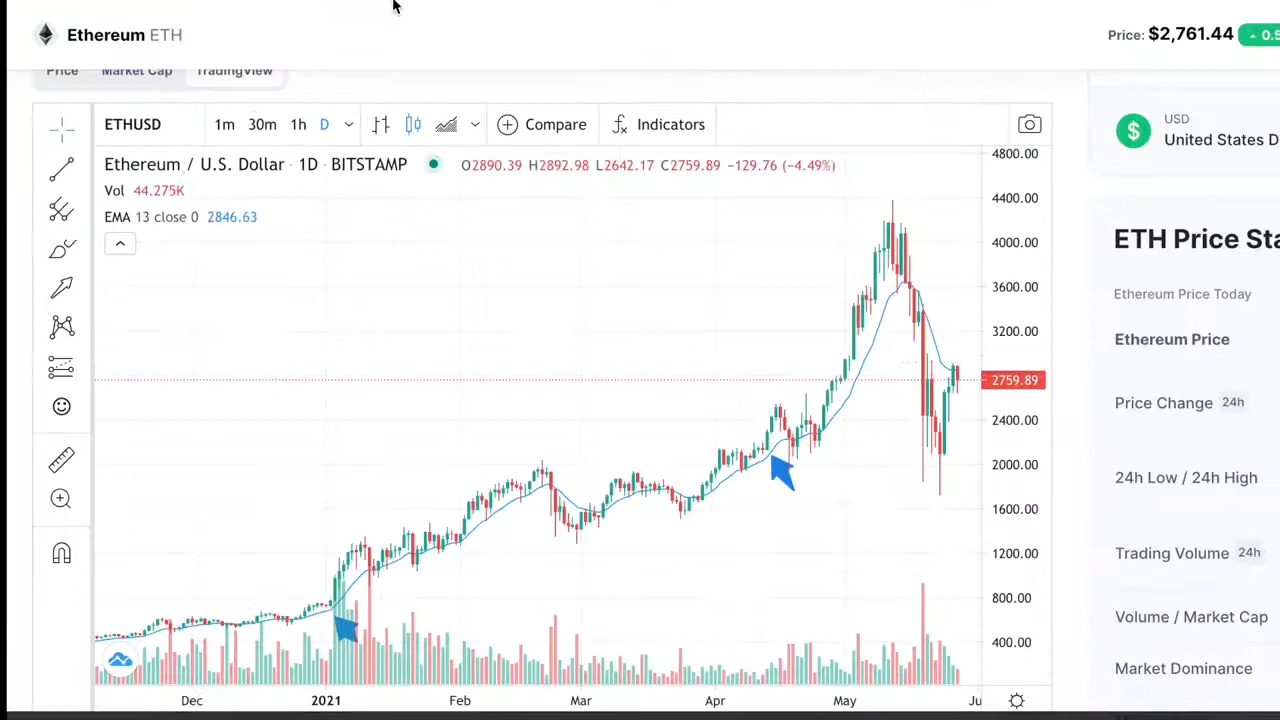 Ethereum ETH
Price: $2,761.44
Price Market Cap TradingView
ETHUSD 1m 30m 1h D Compare Indicators
USD
United States D
Ethereum / U.S. Dollar · 1D · BITSTAMP O2890.39 H2892.98 L2642.17 C2759.89 −129.76 (−4.49%)
Vol 44.275K
EMA 13 close 0 2846.63
4800.00
4400.00
4000.00
3600.00
3200.00
2759.89
2400.00
2000.00
1600.00
1200.00
800.00
400.00
ETH Price Sta
Ethereum Price Today
Ethereum Price
Price Change 24h
24h Low / 24h High
Trading Volume 24h
Volume / Market Cap
Market Dominance
Dec 2021 Feb Mar Apr May Ju